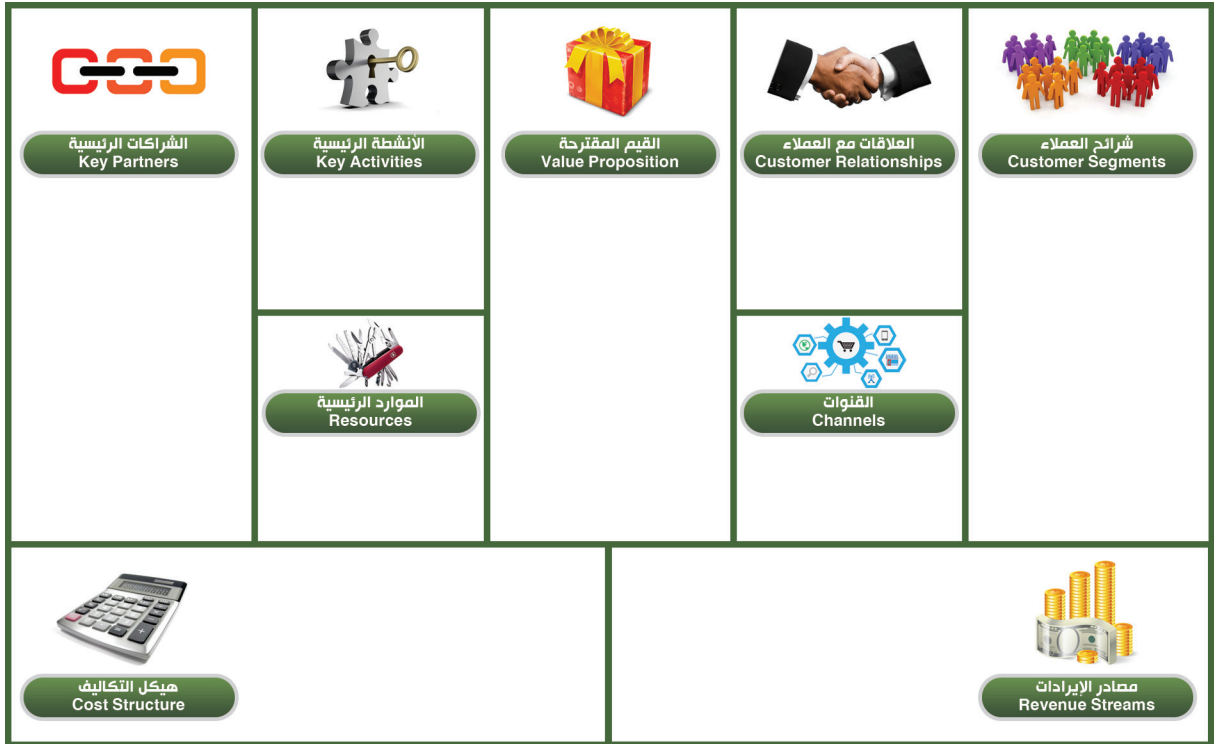 الشراكات الرئيسية
Key Partners
الأنشطة الرئيسية
Key Activities
القيم المقترحة
Value Proposition
العلاقات مع العملاء
Customer Relationships
شرائح العملاء
Customer Segments
الموارد الرئيسية
Resources
القنوات
Channels
هيكل التكاليف
Cost Structure
مصادر الإيرادات
Revenue Streams